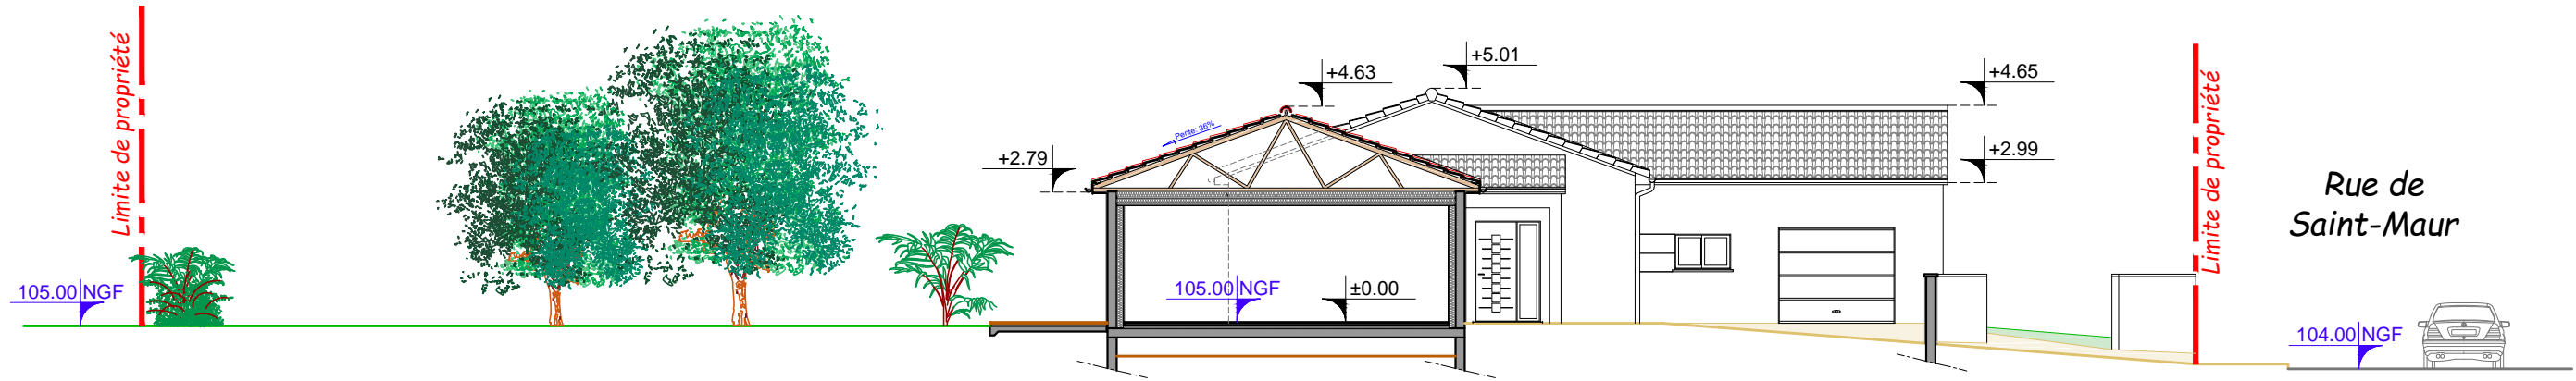 Limite de propriété
105.00 NGF
+2.79
Pente: 36%
+4.63
+5.01
105.00 NGF
±0.00
+4.65
+2.99
Limite de propriété
Rue de
Saint-Maur
104.00 NGF